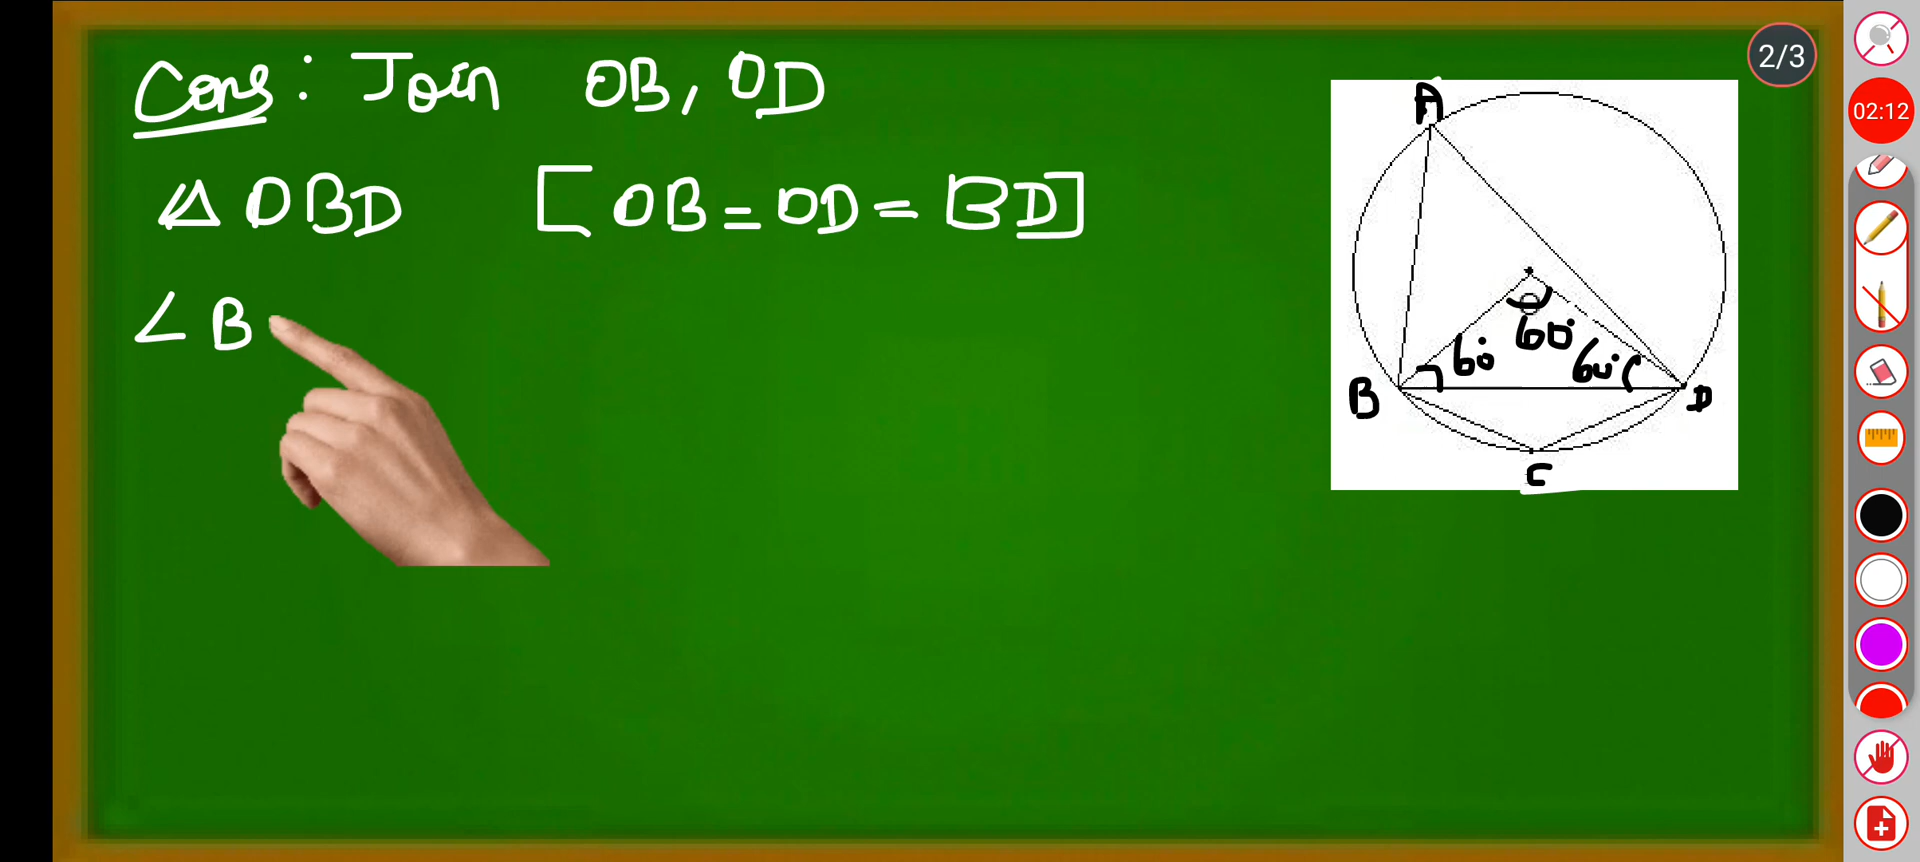 Cons : Join OB, OD
2/3
02:12
△ OBD [OB = OD = BD]
∠ B
A
O
60°
60°
60°
B
D
C